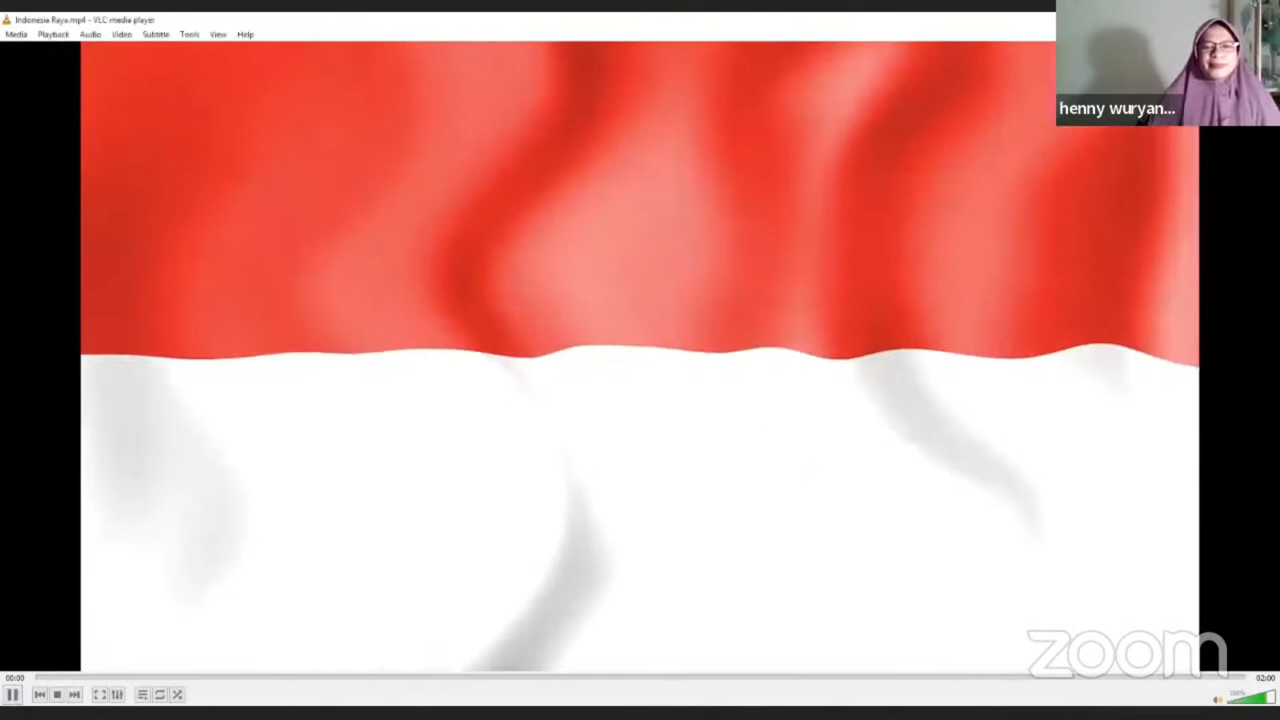 Indonesia Raya.mp4 - VLC media player
Media Playback Audio Video Subtitle Tools View Help
henny wuryan...
zoom
00:00
02:00
100%